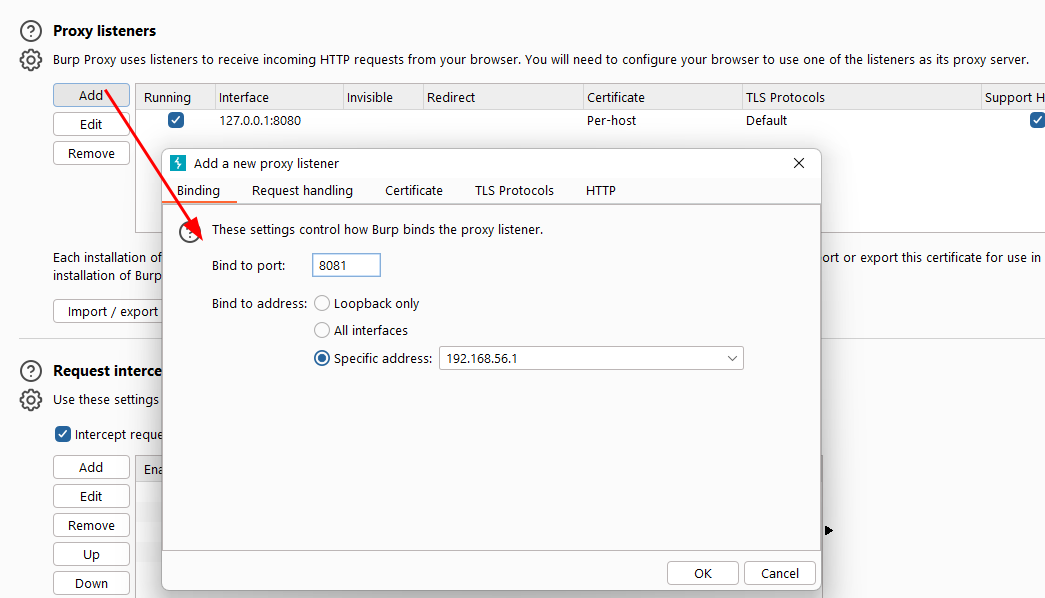 Proxy listeners
Burp Proxy uses listeners to receive incoming HTTP requests from your browser. You will need to configure your browser to use one of the listeners as its proxy server.
Add
Edit
Remove
Running Interface Invisible Redirect Certificate TLS Protocols Support H
127.0.0.1:8080 Per-host Default
Add a new proxy listener
Binding Request handling Certificate TLS Protocols HTTP
These settings control how Burp binds the proxy listener.
Bind to port: 8081
Bind to address: Loopback only
All interfaces
Specific address: 192.168.56.1
OK Cancel
Each installation of
ort or export this certificate for use in
installation of Burp
Import / export
Request interce
Use these settings
Intercept reque
Add
Edit
Remove
Up
Down
Ena